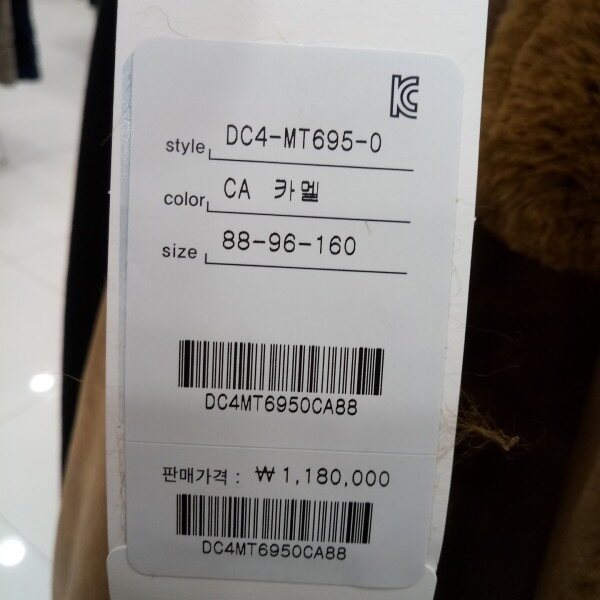 KC
style DC4-MT695-0
color CA 카멜
size 88-96-160
DC4MT6950CA88
판매가격 : ₩ 1,180,000
DC4MT6950CA88